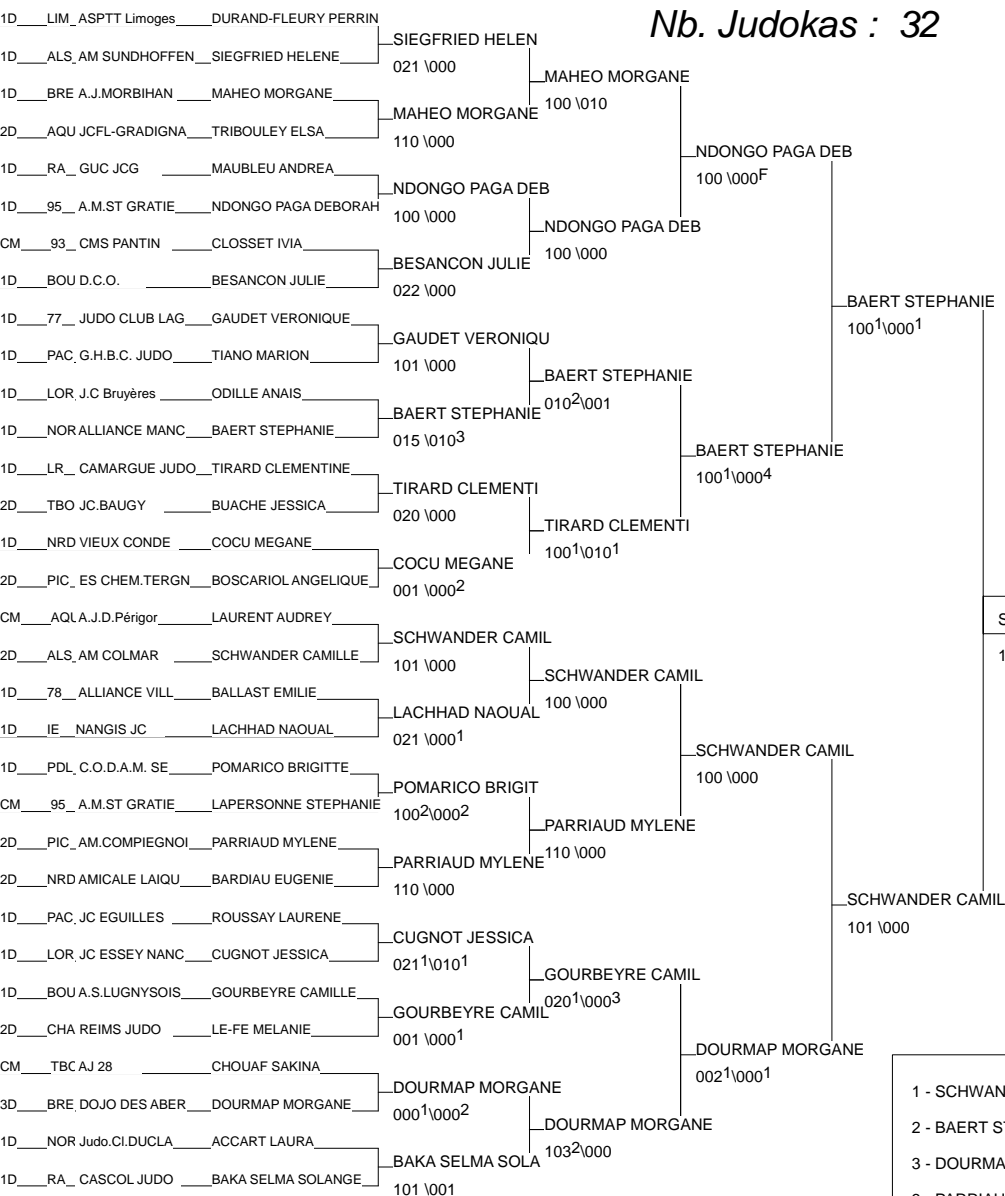 Nb. Judokas : 32
1D LIM ASPTT Limoges DURAND-FLEURY PERRIN
SIEGFRIED HELEN
1D ALS AM SUNDHOFFEN SIEGFRIED HELENE
021 \000
MAHEO MORGANE
1D BRE A.J.MORBIHAN MAHEO MORGANE
100 \010
MAHEO MORGANE
2D AQU JCFL-GRADIGNA TRIBOULEY ELSA
110 \000
NDONGO PAGA DEB
1D RA GUC JCG MAUBLEU ANDREA
100 \000F
NDONGO PAGA DEB
1D 95 A.M.ST GRATIE NDONGO PAGA DEBORAH
100 \000
NDONGO PAGA DEB
CM 93 CMS PANTIN CLOSSET IVIA
100 \000
BESANCON JULIE
1D BOU D.C.O. BESANCON JULIE
022 \000
BAERT STEPHANIE
1D 77 JUDO CLUB LAG GAUDET VERONIQUE
1001\0001
GAUDET VERONIQU
1D PAC G.H.B.C. JUDO TIANO MARION
101 \000
BAERT STEPHANIE
1D LOR J.C Bruyères ODILLE ANAIS
0102\001
BAERT STEPHANIE
1D NOR ALLIANCE MANC BAERT STEPHANIE
015 \0103
BAERT STEPHANIE
1D LR CAMARGUE JUDO TIRARD CLEMENTINE
1001\0004
TIRARD CLEMENTI
2D TBO JC.BAUGY BUACHE JESSICA
020 \000
TIRARD CLEMENTI
1D NRD VIEUX CONDE COCU MEGANE
1001\0101
COCU MEGANE
2D PIC ES CHEM.TERGN BOSCARIOL ANGELIQUE
001 \0002
CM AQU A.J.D.Périgor LAURENT AUDREY
S
SCHWANDER CAMIL
2D ALS AM COLMAR SCHWANDER CAMILLE
1
101 \000
SCHWANDER CAMIL
1D 78 ALLIANCE VILL BALLAST EMILIE
100 \000
LACHHAD NAOUAL
1D IE NANGIS JC LACHHAD NAOUAL
021 \0001
SCHWANDER CAMIL
1D PDL C.O.D.A.M. SE POMARICO BRIGITTE
100 \000
POMARICO BRIGIT
CM 95 A.M.ST GRATIE LAPERSONNE STEPHANIE
1002\0002
PARRIAUD MYLENE
2D PIC AM.COMPIEGNOI PARRIAUD MYLENE
110 \000
PARRIAUD MYLENE
2D NRD AMICALE LAIQU BARDIAU EUGENIE
110 \000
SCHWANDER CAMIL
1D PAC JC EGUILLES ROUSSAY LAURENE
101 \000
CUGNOT JESSICA
1D LOR JC ESSEY NANC CUGNOT JESSICA
0211\0101
GOURBEYRE CAMIL
1D BOU A.S.LUGNYSOIS GOURBEYRE CAMILLE
0201\0003
GOURBEYRE CAMIL
2D CHA REIMS JUDO LE-FE MELANIE
001 \0001
DOURMAP MORGANE
CM TBO AJ 28 CHOUAF SAKINA
0021\0001
DOURMAP MORGANE
1 - SCHWAN
3D BRE DOJO DES ABER DOURMAP MORGANE
0001\0002
DOURMAP MORGANE
2 - BAERT S
1D NOR Judo.Cl.DUCLA ACCART LAURA
1032\000
3 - DOURMA
BAKA SELMA SOLA
1D RA CASCOL JUDO BAKA SELMA SOLANGE
101 \001